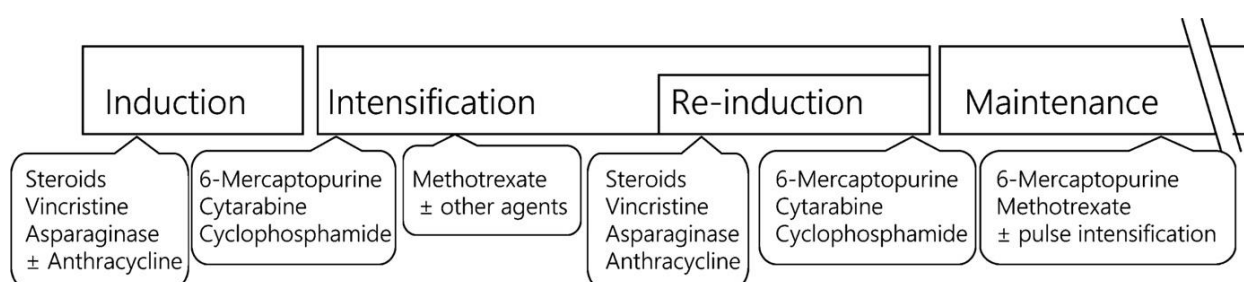 Induction
Intensification
Re-induction
Maintenance
Steroids
Vincristine
Asparaginase
± Anthracycline
6-Mercaptopurine
Cytarabine
Cyclophosphamide
Methotrexate
± other agents
Steroids
Vincristine
Asparaginase
Anthracycline
6-Mercaptopurine
Cytarabine
Cyclophosphamide
6-Mercaptopurine
Methotrexate
± pulse intensification